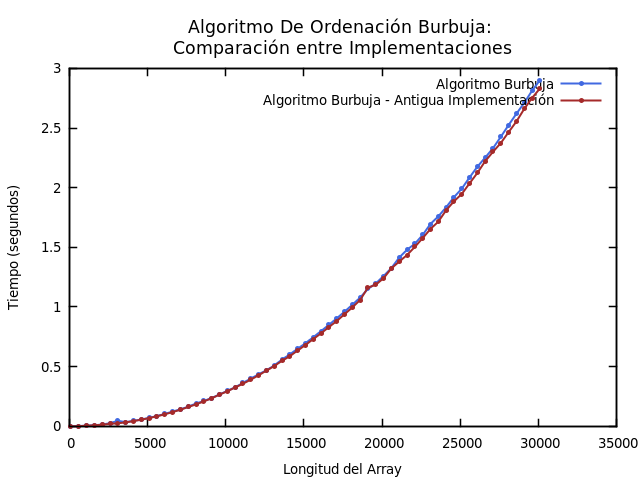 Algoritmo De Ordenación Burbuja:
Comparación entre Implementaciones
3
2.5
2
1.5
1
0.5
0
Tiempo (segundos)
Algoritmo Burbuja
Algoritmo Burbuja - Antigua Implementación
0 5000 10000 15000 20000 25000 30000 35000
Longitud del Array